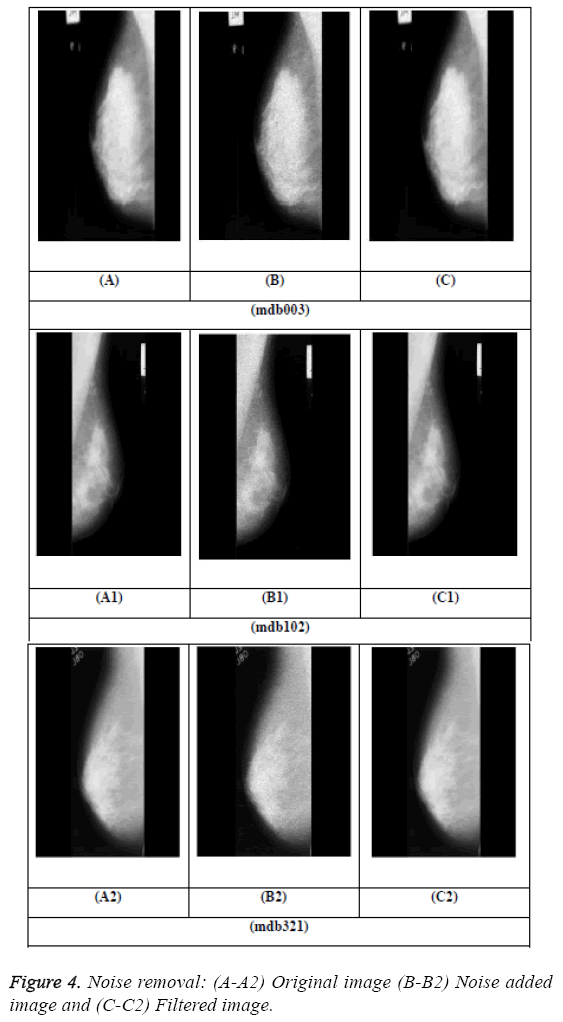 (A) (B) (C)
(mdb003)
(A1) (B1) (C1)
(mdb102)
(A2) (B2) (C2)
(mdb321)
Figure 4. Noise removal: (A-A2) Original image (B-B2) Noise added
image and (C-C2) Filtered image.